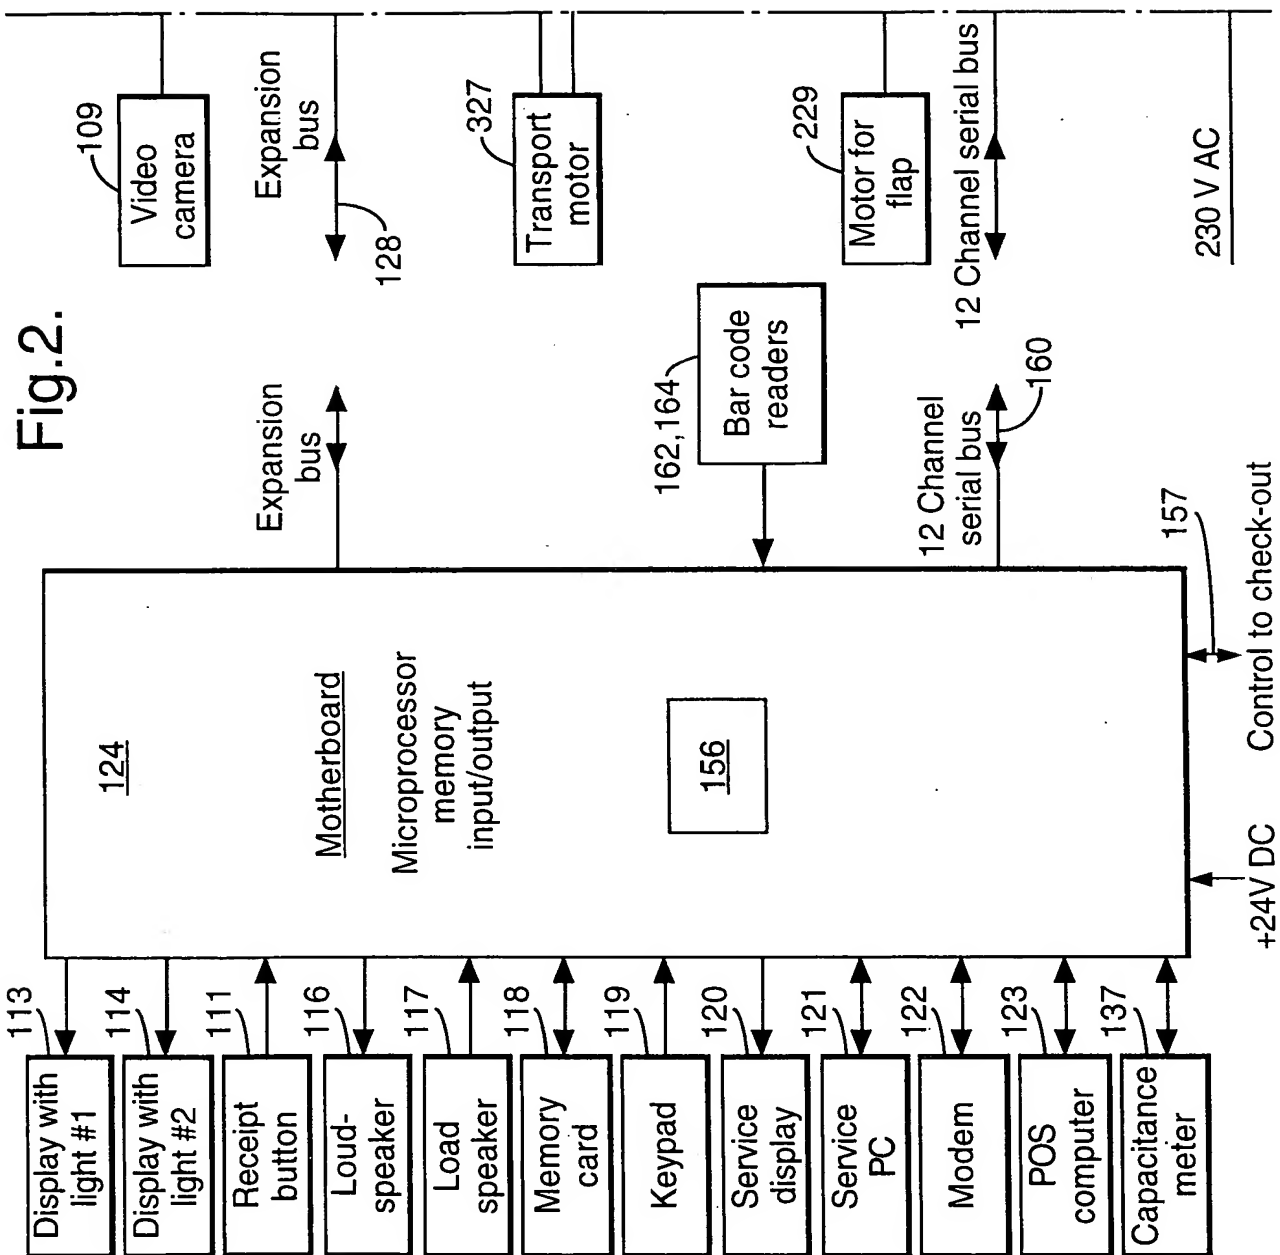 Fig.2.
113
Display with
light #1
114
Display with
light #2
111
Receipt
button
116
Loud-
speaker
117
Load
speaker
118
Memory
card
119
Keypad
120
Service
display
121
Service
PC
122
Modem
123
POS
computer
137
Capacitance
meter
124
Motherboard
Microprocessor
memory
input/output
156
+24V DC
Control to check-out
157
Expansion
bus
162,164
Bar code
readers
12 Channel
serial bus
160
109
Video
camera
Expansion
bus
128
327
Transport
motor
229
Motor for
flap
12 Channel serial bus
230 V AC